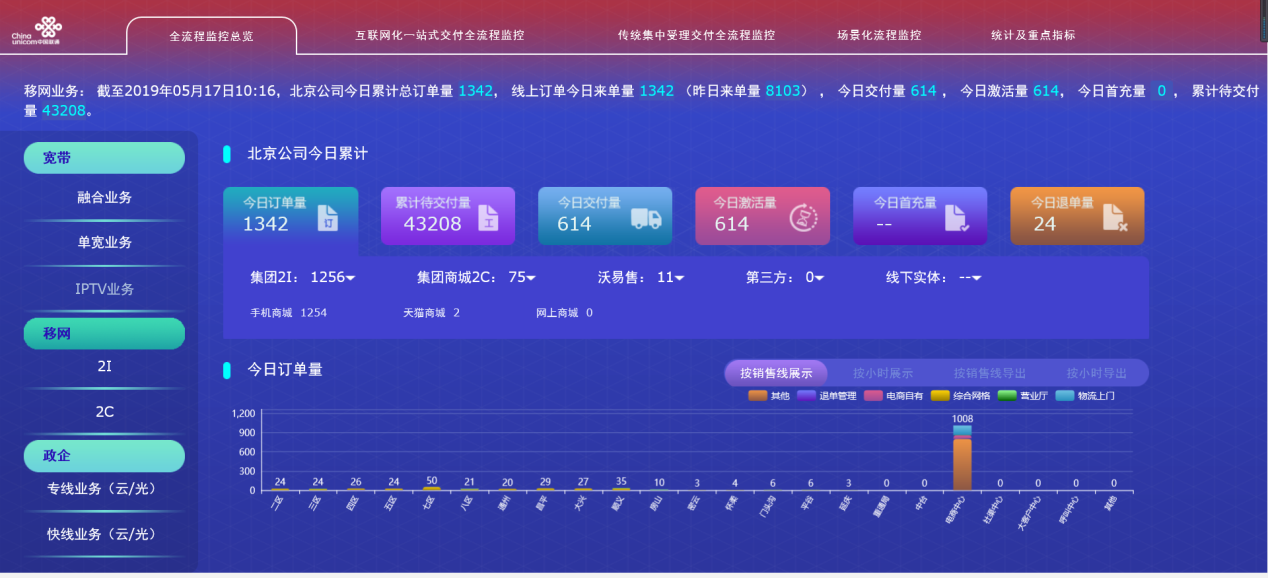 China
unicom中国联通
全流程监控总览
互联网化一站式交付全流程监控
传统集中受理交付全流程监控
场景化流程监控
统计及重点指标
移网业务： 截至2019年05月17日10:16，北京公司今日累计总订单量 1342， 线上订单今日来单量 1342 （昨日来单量 8103） ， 今日交付量 614 ， 今日激活量 614， 今日首充量 0 ， 累计待交付
量 43208。
宽带
融合业务
单宽业务
IPTV业务
移网
2I
2C
政企
专线业务（云/光）
快线业务（云/光）
北京公司今日累计
今日订单量
1342
订
累计待交付量
43208
工
今日交付量
614
今日激活量
614
今日首充量
--
今日退单量
24
集团2I： 1256
集团商城2C： 75
沃易售： 11
第三方： 0
线下实体： --
手机商城 1254
天猫商城 2
网上商城 0
今日订单量
按销售线展示
按小时展示
按销售线导出
按小时导出
其他
退单管理
电商自有
综合网格
营业厅
物流上门
1,200
900
600
300
0
24 24 26 24 50 21 20 29 27 35 10 3 4 6 6 3 0 0 1008 0 0 0 0
二区 三区 四区 五区 七区 八区 通州 昌平 大兴 顺义 房山 密云 怀柔 门头沟 平谷 延庆 重通局 中台 电商中心 社渠中心 大客户中心 呼叫中心 其他